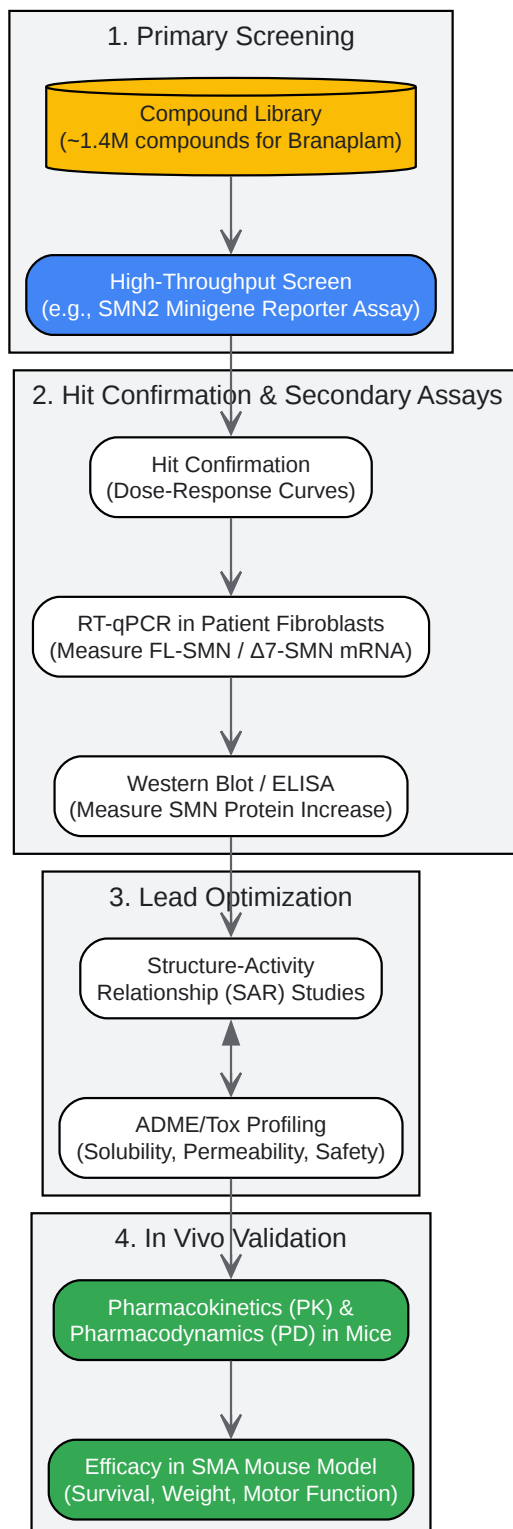 1. Primary Screening
Compound Library
(~1.4M compounds for Branaplam)
High-Throughput Screen
(e.g., SMN2 Minigene Reporter Assay)
2. Hit Confirmation & Secondary Assays
Hit Confirmation
(Dose-Response Curves)
RT-qPCR in Patient Fibroblasts
(Measure FL-SMN / Δ7-SMN mRNA)
Western Blot / ELISA
(Measure SMN Protein Increase)
3. Lead Optimization
Structure-Activity
Relationship (SAR) Studies
ADME/Tox Profiling
(Solubility, Permeability, Safety)
4. In Vivo Validation
Pharmacokinetics (PK) &
Pharmacodynamics (PD) in Mice
Efficacy in SMA Mouse Model
(Survival, Weight, Motor Function)